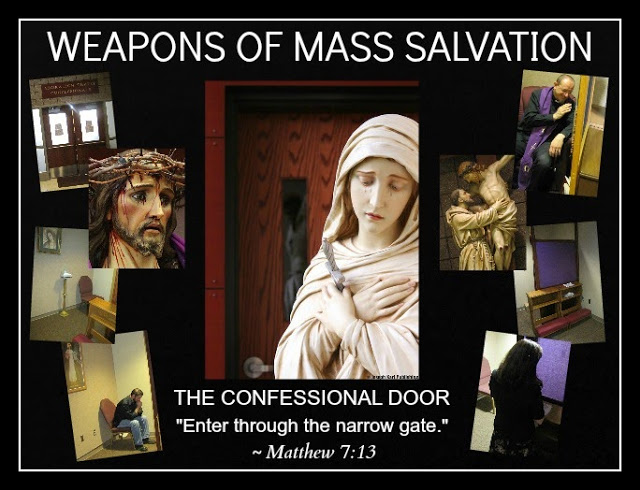 WEAPONS OF MASS SALVATION
THE CONFESSIONAL DOOR
"Enter through the narrow gate."
~ Matthew 7:13